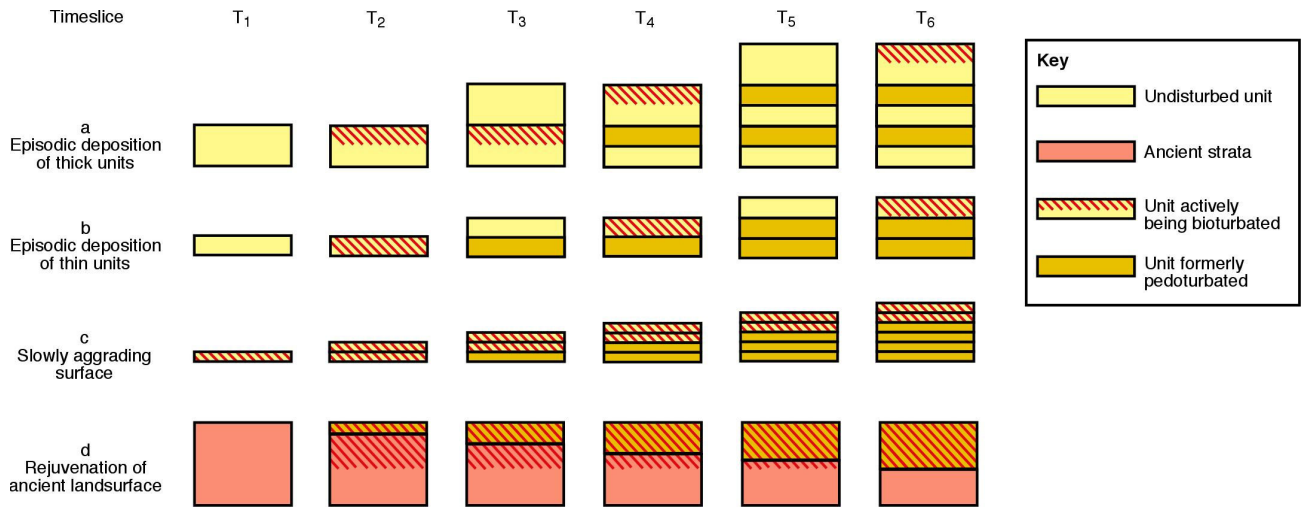 Timeslice T₁ T₂ T₃ T₄ T₅ T₆
a
Episodic deposition
of thick units
b
Episodic deposition
of thin units
c
Slowly aggrading
surface
d
Rejuvenation of
ancient landsurface
Key
Undisturbed unit
Ancient strata
Unit actively
being bioturbated
Unit formerly
pedoturbated